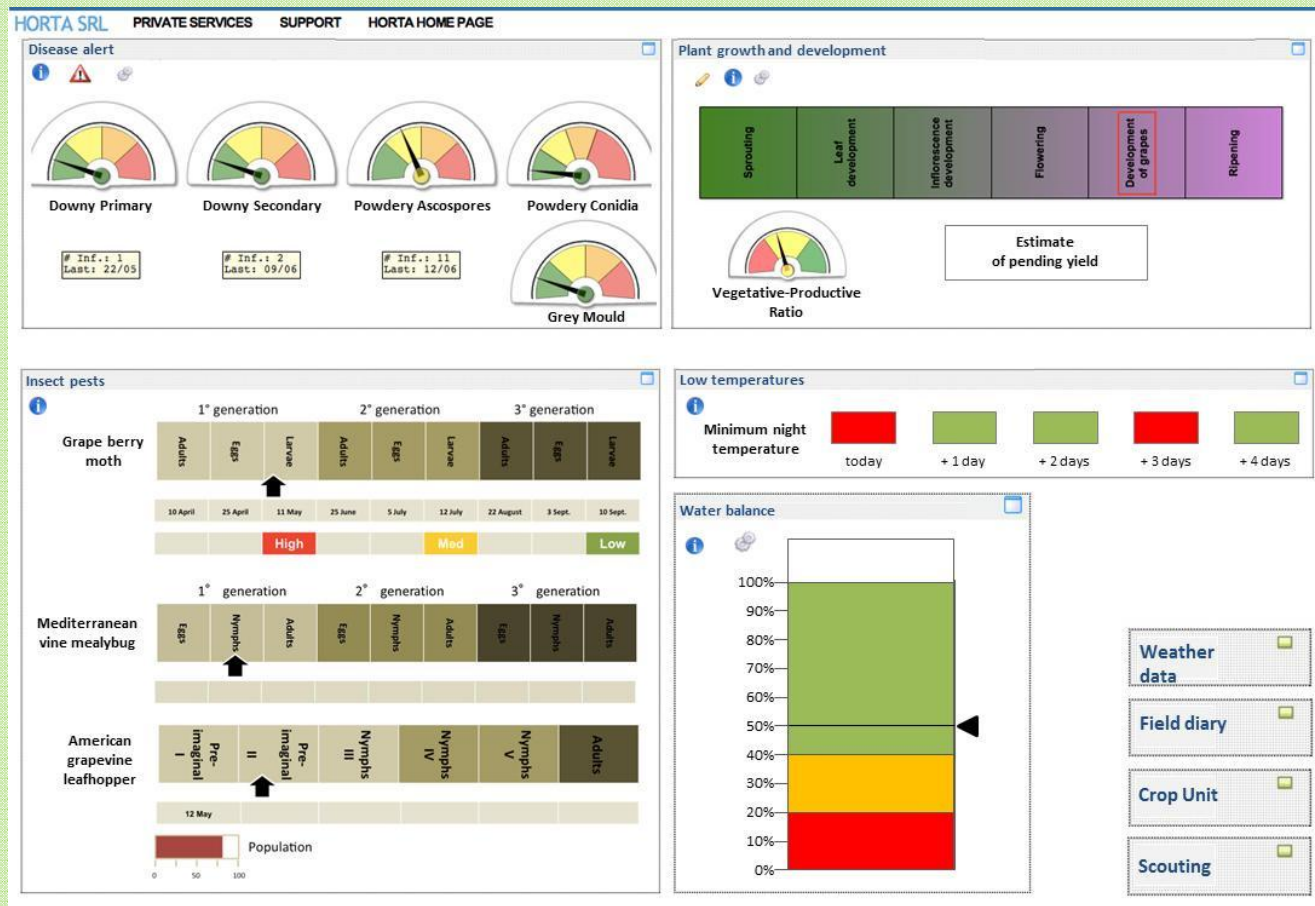 HORTA SRL PRIVATE SERVICES SUPPORT HORTA HOME PAGE
Disease alert
Downy Primary
Downy Secondary
Powdery Ascospores
Powdery Conidia
# Inf.: 1
Last: 22/05
# Inf.: 2
Last: 09/06
# Inf.: 11
Last: 12/06
Grey Mould
Plant growth and development
Sprouting
Leaf
development
Inflorescence
development
Flowering
Development
of grapes
Ripening
Vegetative-Productive
Ratio
Estimate
of pending yield
Insect pests
1° generation 2° generation 3° generation
Grape berry
moth
Adults Eggs Larvae Adults Eggs Larvae Adults Eggs Larvae
10 April 25 April 11 May 25 June 5 July 12 July 22 August 3 Sept. 10 Sept.
High Med Low
1° generation 2° generation 3° generation
Mediterranean
vine mealybug
Eggs Nymphs Adults Eggs Nymphs Adults Eggs Nymphs Adults
American
grapevine
leafhopper
Pre-
imaginal
I
Pre-
imaginal
II
Nymphs
III
Nymphs
IV
Nymphs
V
Adults
12 May
Population
0 50 100
Low temperatures
Minimum night
temperature
today + 1 day + 2 days + 3 days + 4 days
Water balance
100%
90%
80%
70%
60%
50%
40%
30%
20%
10%
0%
Weather
data
Field diary
Crop Unit
Scouting